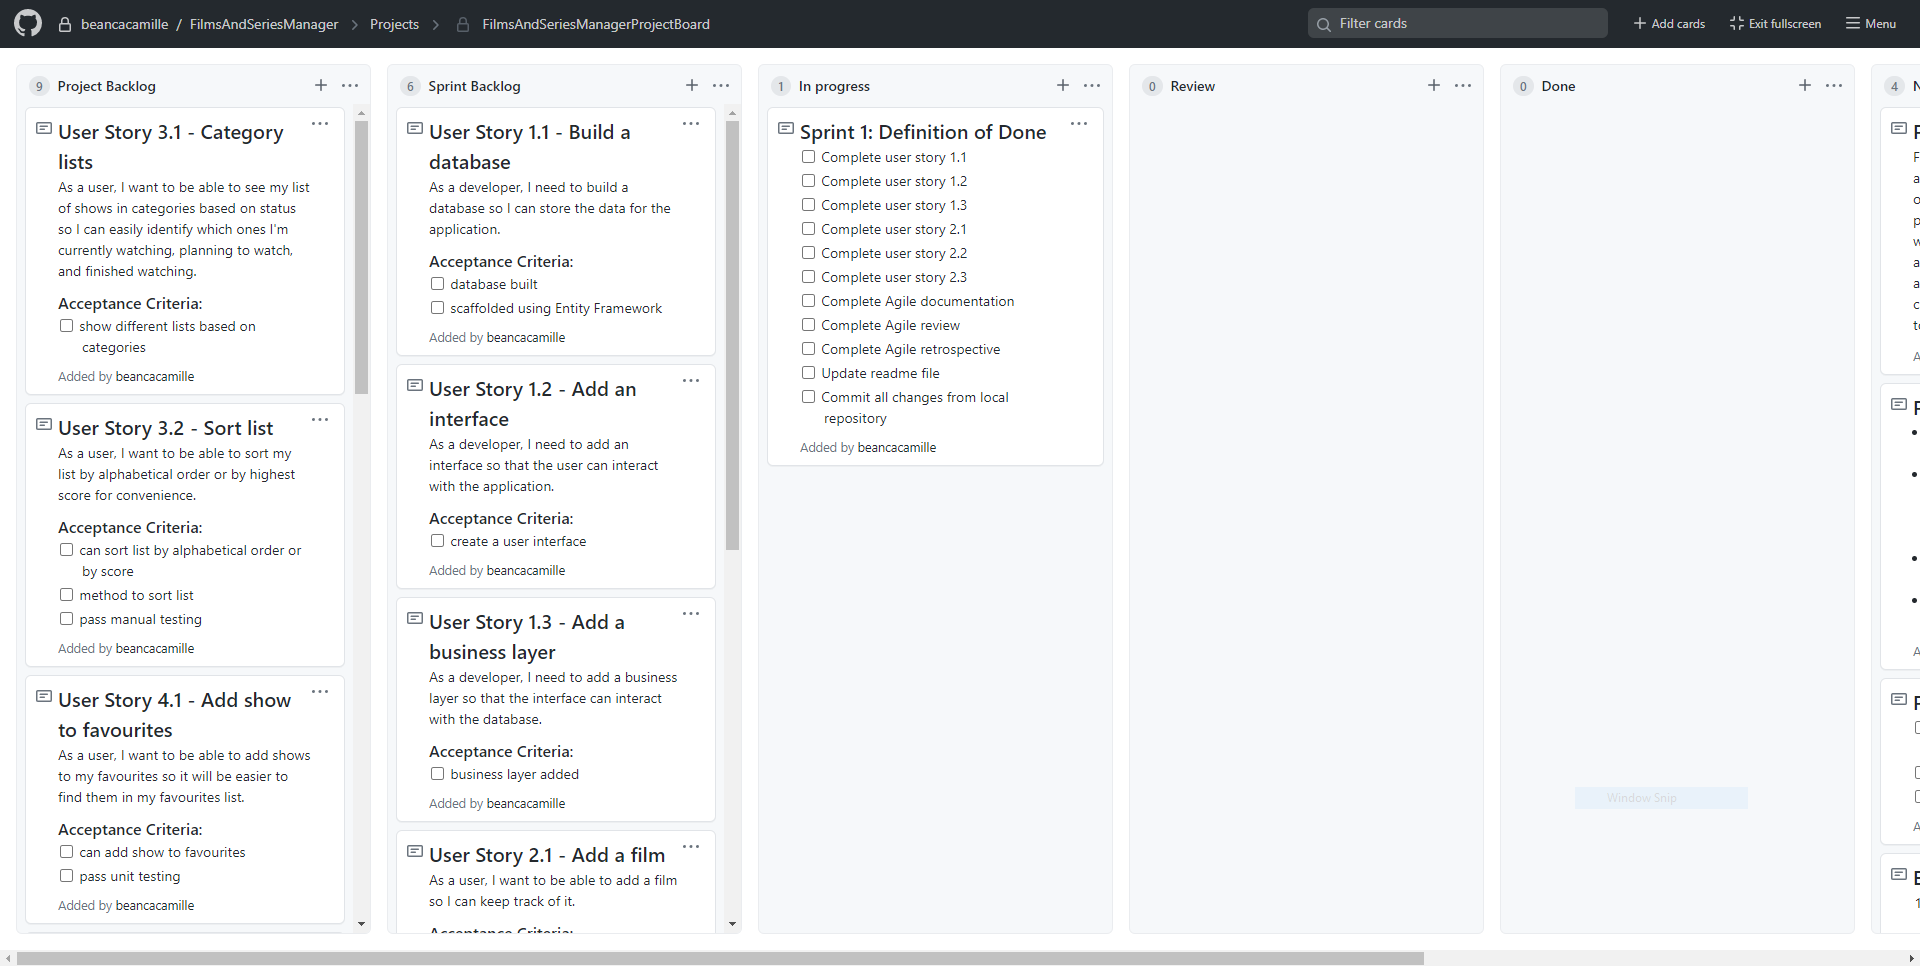 beancacamille / FilmsAndSeriesManager
Projects
FilmsAndSeriesManagerProjectBoard
Filter cards
Add cards
Exit fullscreen
Menu
9 Project Backlog
User Story 3.1 - Category
lists
As a user, I want to be able to see my list
of shows in categories based on status
so I can easily identify which ones I'm
currently watching, planning to watch,
and finished watching.
Acceptance Criteria:
show different lists based on
categories
Added by beancacamille
User Story 3.2 - Sort list
As a user, I want to be able to sort my
list by alphabetical order or by highest
score for convenience.
Acceptance Criteria:
can sort list by alphabetical order or
by score
method to sort list
pass manual testing
Added by beancacamille
User Story 4.1 - Add show
to favourites
As a user, I want to be able to add shows
to my favourites so it will be easier to
find them in my favourites list.
Acceptance Criteria:
can add show to favourites
pass unit testing
Added by beancacamille
6 Sprint Backlog
User Story 1.1 - Build a
database
As a developer, I need to build a
database so I can store the data for the
application.
Acceptance Criteria:
database built
scaffolded using Entity Framework
Added by beancacamille
User Story 1.2 - Add an
interface
As a developer, I need to add an
interface so that the user can interact
with the application.
Acceptance Criteria:
create a user interface
Added by beancacamille
User Story 1.3 - Add a
business layer
As a developer, I need to add a business
layer so that the interface can interact
with the database.
Acceptance Criteria:
business layer added
Added by beancacamille
User Story 2.1 - Add a film
As a user, I want to be able to add a film
so I can keep track of it.
Acceptance Criteria:
1 In progress
Sprint 1: Definition of Done
Complete user story 1.1
Complete user story 1.2
Complete user story 1.3
Complete user story 2.1
Complete user story 2.2
Complete user story 2.3
Complete Agile documentation
Complete Agile review
Complete Agile retrospective
Update readme file
Commit all changes from local
repository
Added by beancacamille
0 Review
0 Done
Window Snip
4